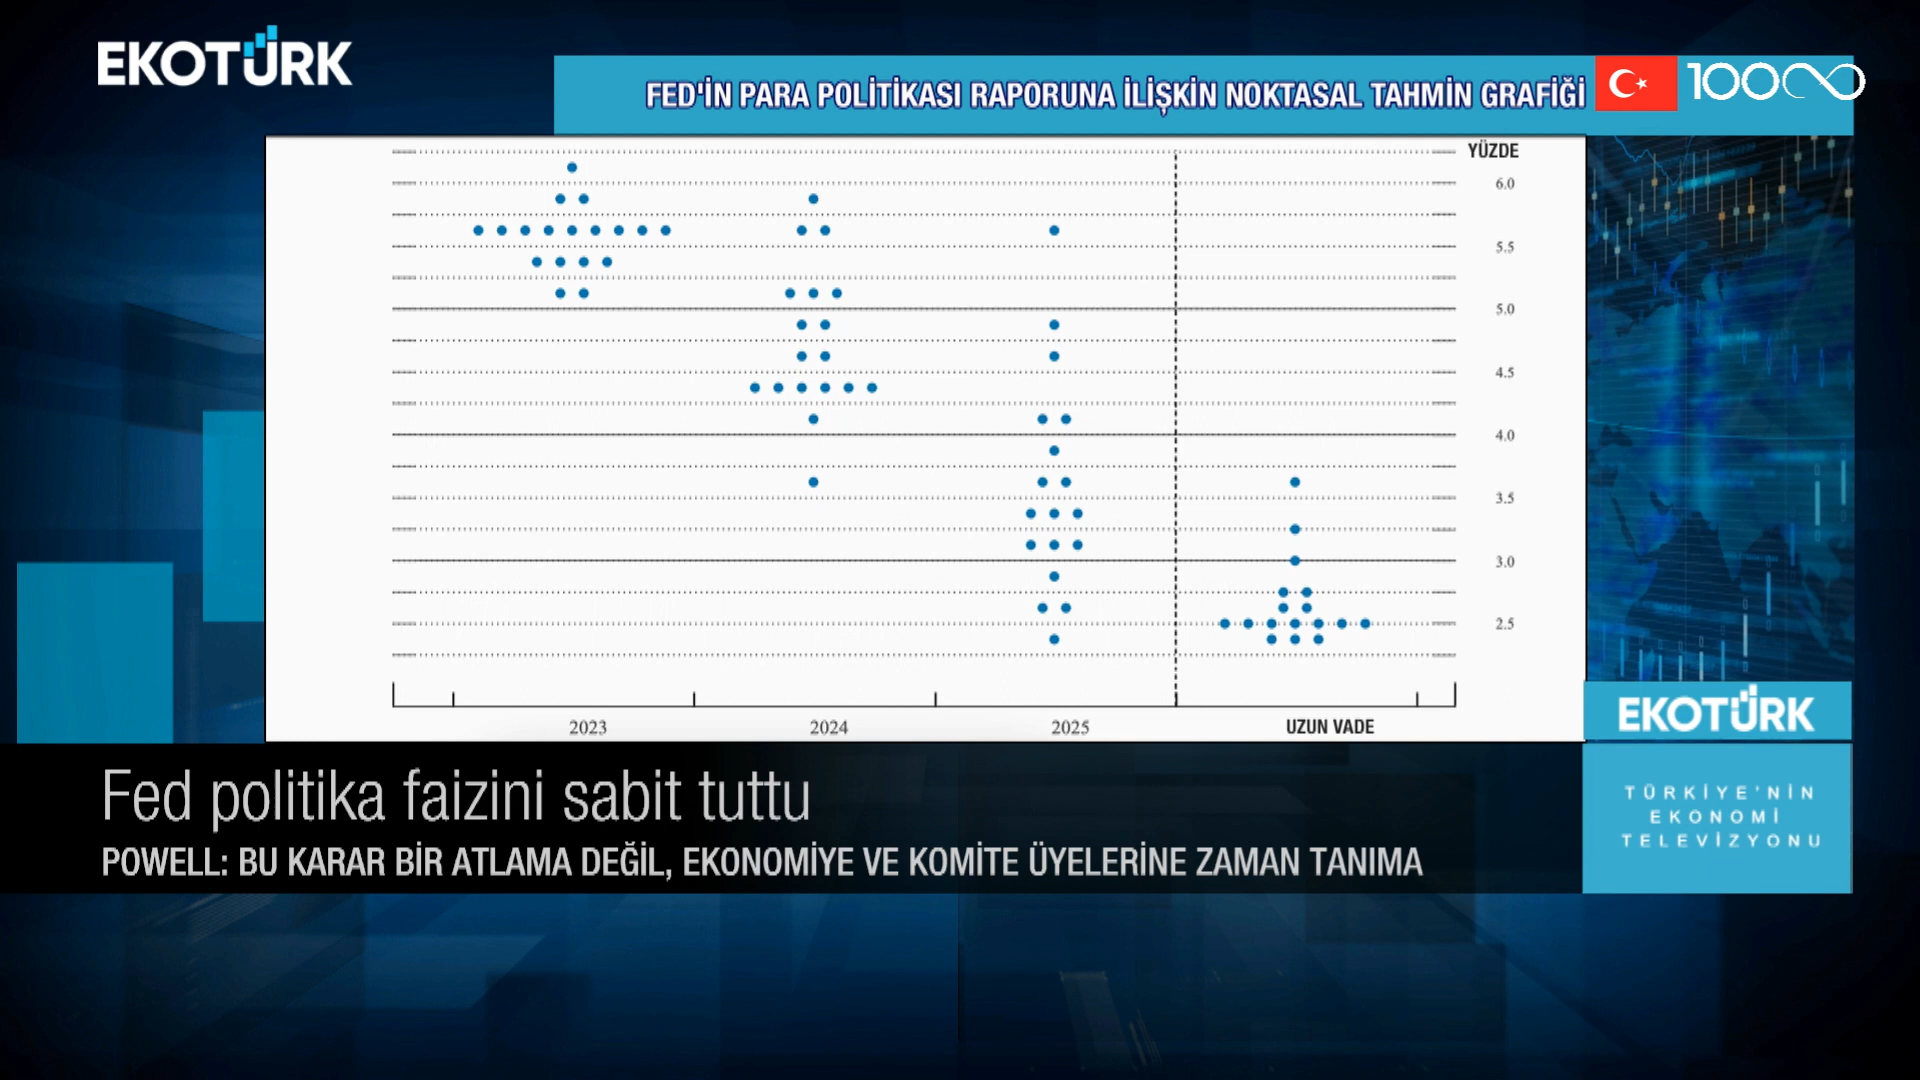 EKOTÜRK
FED'İN PARA POLİTİKASI RAPORUNA İLİŞKİN NOKTASAL TAHMİN GRAFİĞİ
100
YÜZDE
6.0
5.5
5.0
4.5
4.0
3.5
3.0
2.5
2023
2024
2025
UZUN VADE
EKOTÜRK
TÜRKİYE'NİN
EKONOMİ
TELEVİZYONU
Fed politika faizini sabit tuttu
POWELL: BU KARAR BİR ATLAMA DEĞİL, EKONOMİYE VE KOMİTE ÜYELERİNE ZAMAN TANIMA